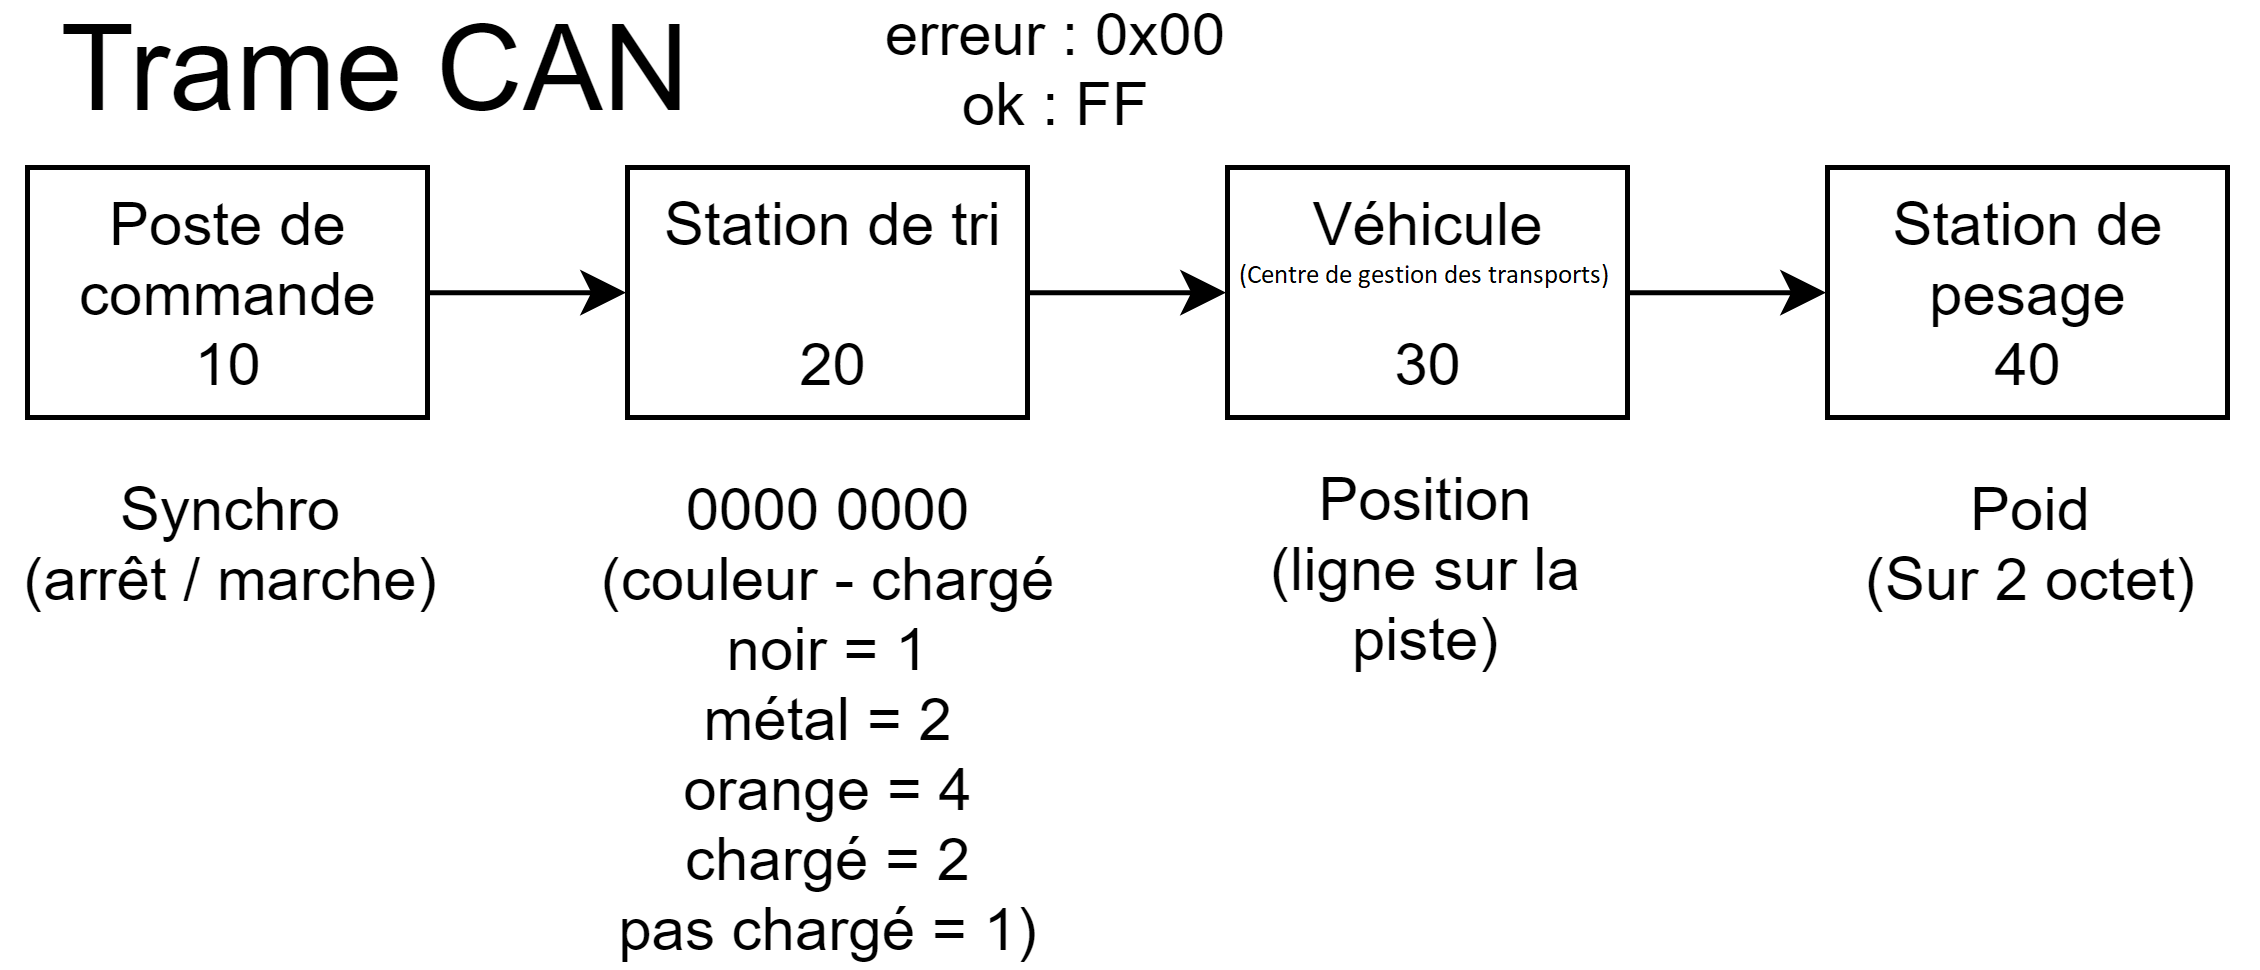 Trame CAN
erreur : 0x00
ok : FF
Poste de
commande
10
Station de tri
20
Véhicule
(Centre de gestion des transports)
30
Station de
pesage
40
Synchro
(arrêt / marche)
0000 0000
(couleur - chargé
noir = 1
métal = 2
orange = 4
chargé = 2
pas chargé = 1)
Position
(ligne sur la
piste)
Poid
(Sur 2 octet)